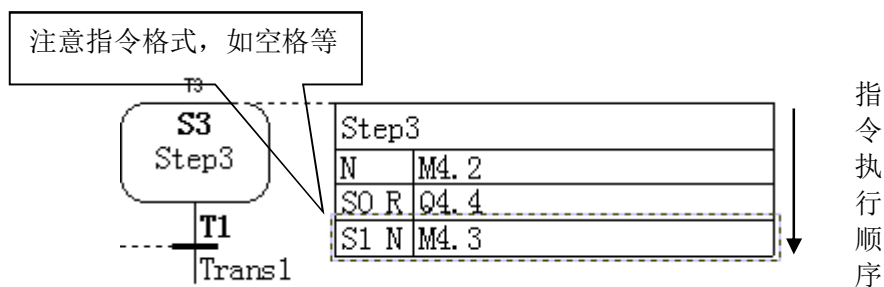 注意指令格式，如空格等
T3
S3
Step3
Step3
N M4.2
S0 R Q4.4
S1 N M4.3
T1
Trans1
指
令
执
行
顺
序